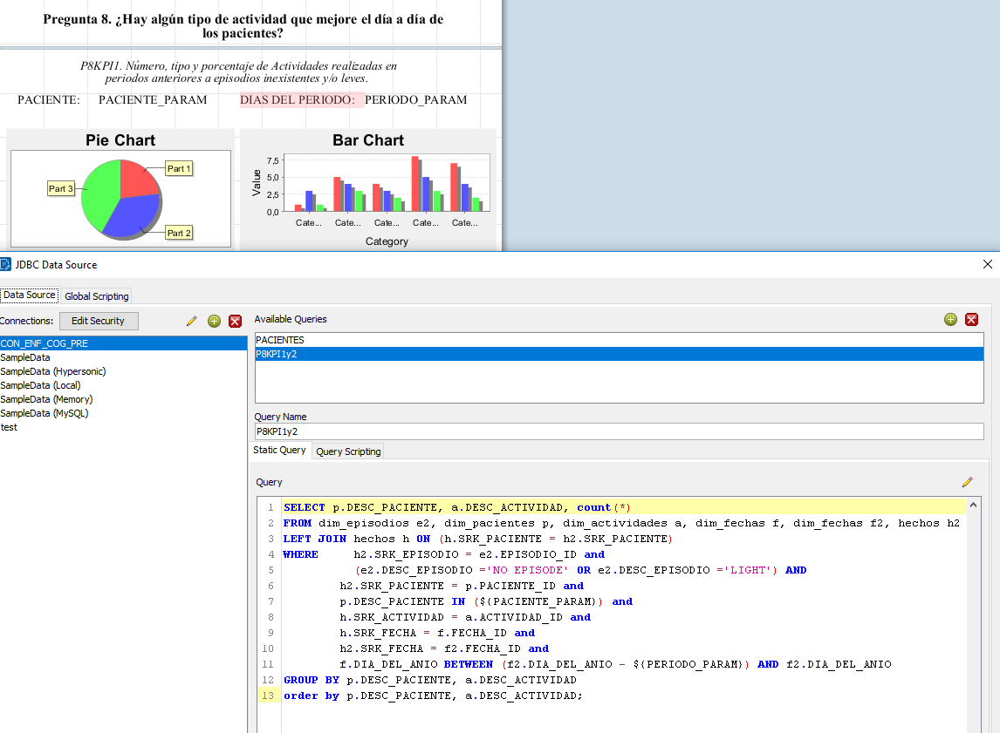 Pregunta 8. ¿Hay algún tipo de actividad que mejore el día a día de
los pacientes?
P8KPI1. Número, tipo y porcentaje de Actividades realizadas en
periodos anteriores a episodios inexistentes y/o leves.
PACIENTE: PACIENTE_PARAM DIAS DEL PERIODO: PERIODO_PARAM
Pie Chart
Part 1
Part 3
Part 2
Bar Chart
Value
7,5
5,0
2,5
0,0
Cate... Cate... Cate... Cate... Cate...
Category
JDBC Data Source
Data Source Global Scripting
Connections: Edit Security
CON_ENF_COG_PRE
SampleData
SampleData (Hypersonic)
SampleData (Local)
SampleData (Memory)
SampleData (MySQL)
test
Available Queries
PACIENTES
P8KPI1y2
Query Name
P8KPI1y2
Static Query Query Scripting
Query
1 SELECT p.DESC_PACIENTE, a.DESC_ACTIVIDAD, count(*)
2 FROM dim_episodios e2, dim_pacientes p, dim_actividades a, dim_fechas f, dim_fechas f2, hechos h2
3 LEFT JOIN hechos h ON (h.SRK_PACIENTE = h2.SRK_PACIENTE)
4 WHERE h2.SRK_EPISODIO = e2.EPISODIO_ID and
5 (e2.DESC_EPISODIO ='NO EPISODE' OR e2.DESC_EPISODIO ='LIGHT') AND
6 h2.SRK_PACIENTE = p.PACIENTE_ID and
7 p.DESC_PACIENTE IN (${PACIENTE_PARAM}) and
8 h.SRK_ACTIVIDAD = a.ACTIVIDAD_ID and
9 h.SRK_FECHA = f.FECHA_ID and
10 h2.SRK_FECHA = f2.FECHA_ID and
11 f.DIA_DEL_ANIO BETWEEN (f2.DIA_DEL_ANIO - ${PERIODO_PARAM}) AND f2.DIA_DEL_ANIO
12 GROUP BY p.DESC_PACIENTE, a.DESC_ACTIVIDAD
13 order by p.DESC_PACIENTE, a.DESC_ACTIVIDAD;